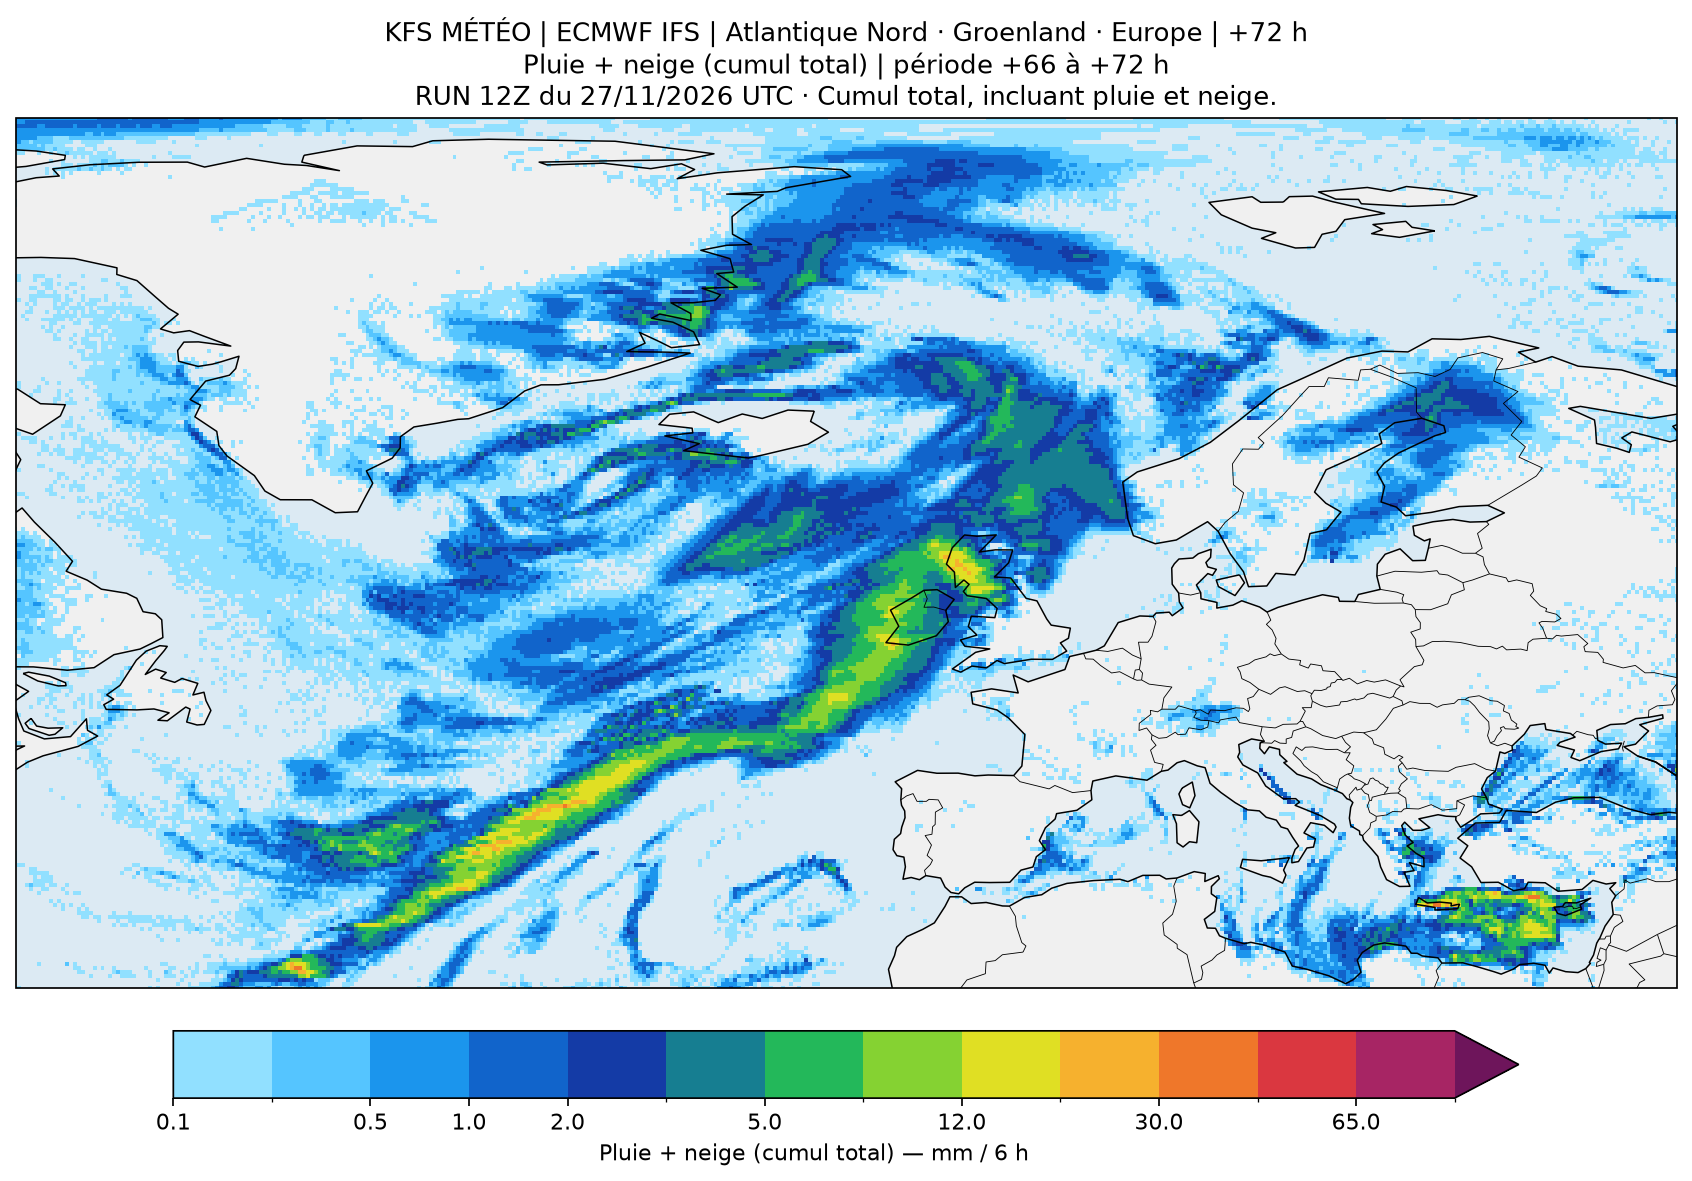 KFS MÉTÉO | ECMWF IFS | Atlantique Nord · Groenland · Europe | +72 h
Pluie + neige (cumul total) | période +66 à +72 h
RUN 12Z du 27/11/2026 UTC · Cumul total, incluant pluie et neige.
0.1 0.5 1.0 2.0 5.0 12.0 30.0 65.0
Pluie + neige (cumul total) — mm / 6 h